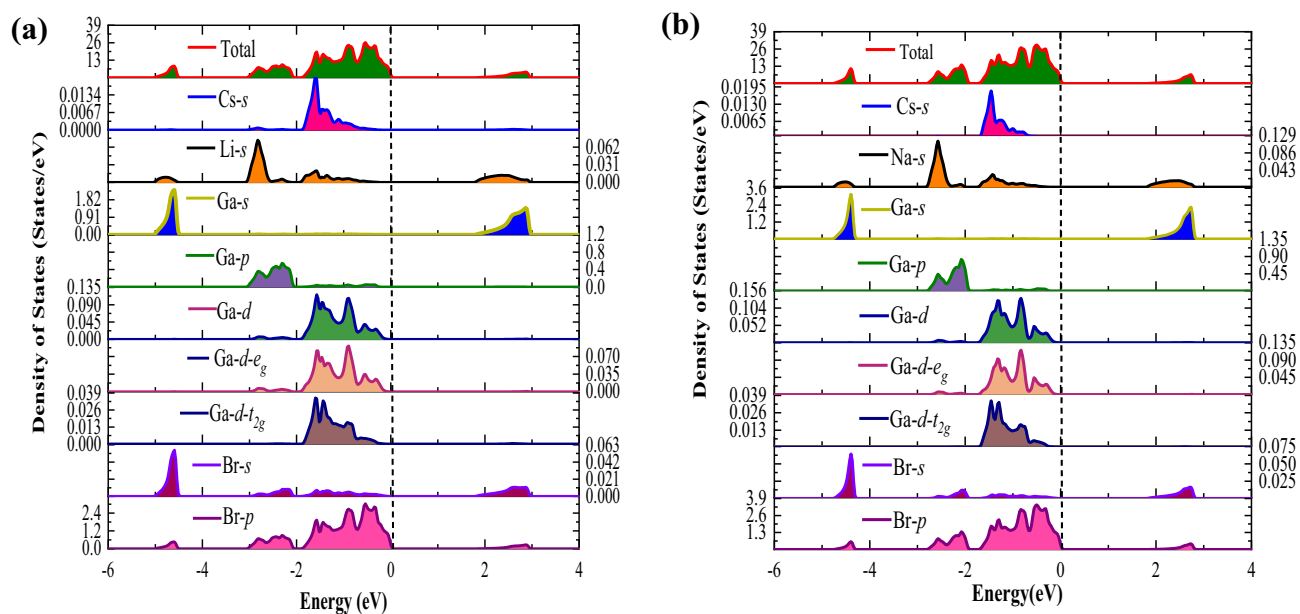 (a)
Density of States (States/eV)
39
26
13
Total
0.0134
0.0067
0.0000
Cs-s
0.062
0.031
0.000
Li-s
1.82
0.91
0.00
Ga-s
1.2
0.8
0.4
0.0
Ga-p
0.135
0.090
0.045
0.000
Ga-d
0.070
0.035
0.000
Ga-d-eg
0.039
0.026
0.013
0.000
Ga-d-t2g
0.063
0.042
0.021
0.000
Br-s
2.4
1.2
0.0
Br-p
-6 -4 -2 0 2 4
Energy (eV)
(b)
Density of States (States/eV)
39
26
13
Total
0.0195
0.0130
0.0065
Cs-s
0.129
0.086
0.043
Na-s
3.6
2.4
1.2
Ga-s
1.35
0.90
0.45
Ga-p
0.156
0.104
0.052
Ga-d
0.135
0.090
0.045
Ga-d-eg
0.039
0.026
0.013
Ga-d-t2g
0.075
0.050
0.025
Br-s
3.9
2.6
1.3
Br-p
-6 -4 -2 0 2 4
Energy(eV)